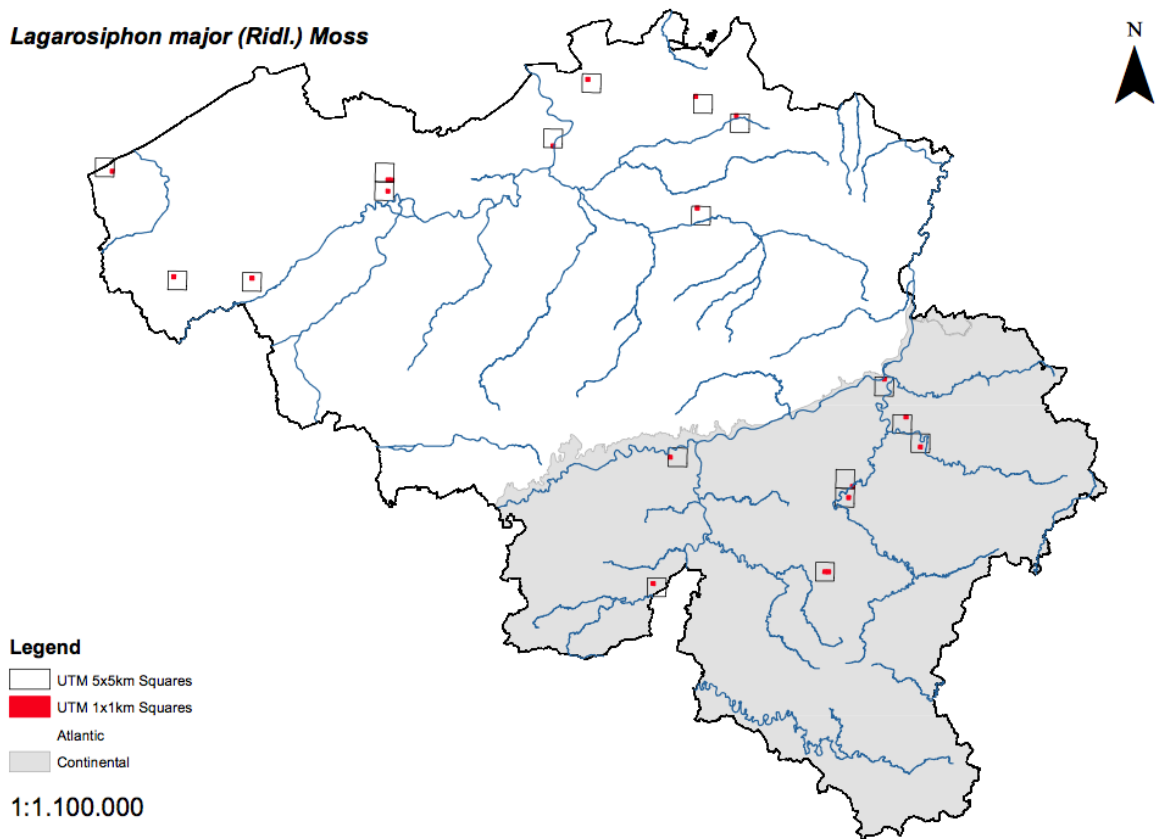 Lagarosiphon major (Ridl.) Moss
N
Legend
UTM 5x5km Squares
UTM 1x1km Squares
Atlantic
Continental
1:1.100.000